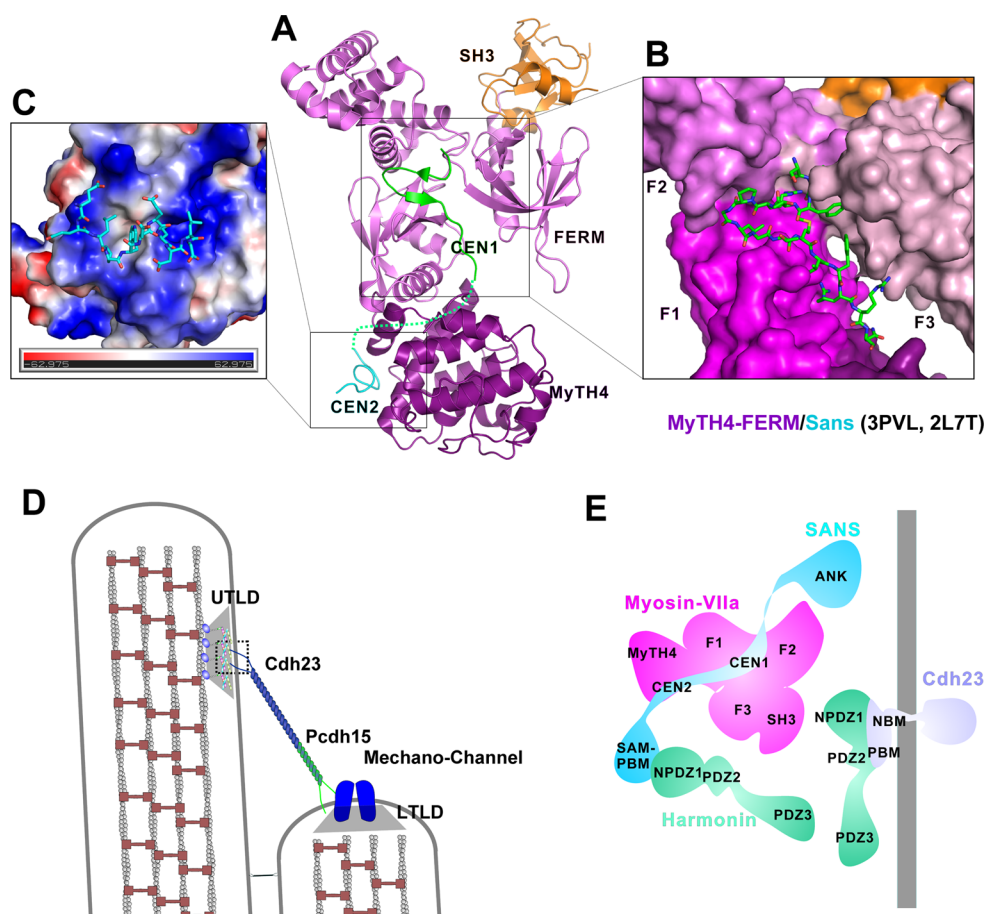 A
SH3
CEN1
FERM
CEN2
MyTH4
B
F2
F1
F3
MyTH4-FERM/Sans (3PVL, 2L7T)
C
-62.975 62.975
D
UTLD
Cdh23
Pcdh15
Mechano-Channel
LTLD
E
SANS
ANK
Myosin-VIIa
F1
MyTH4
F2
CEN1
CEN2
F3
SH3
SAM-
PBM
NPDZ1
PDZ2
PDZ3
Harmonin
Cdh23
NPDZ1
NBM
PDZ2
PBM
PDZ3